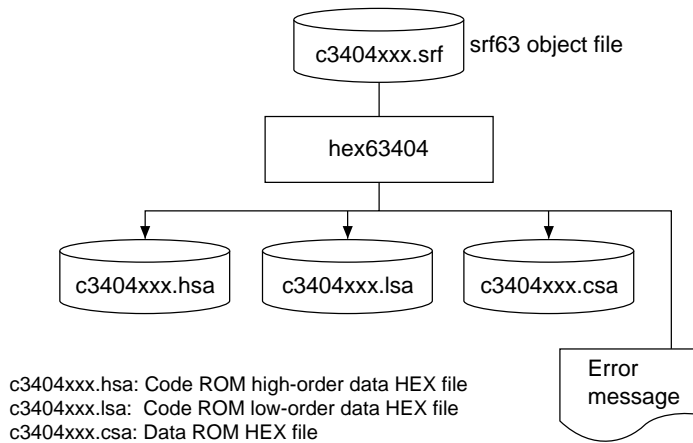 c3404xxx.srf
srf63 object file
hex63404
c3404xxx.hsa
c3404xxx.lsa
c3404xxx.csa
Error
message
c3404xxx.hsa: Code ROM high-order data HEX file
c3404xxx.lsa: Code ROM low-order data HEX file
c3404xxx.csa: Data ROM HEX file